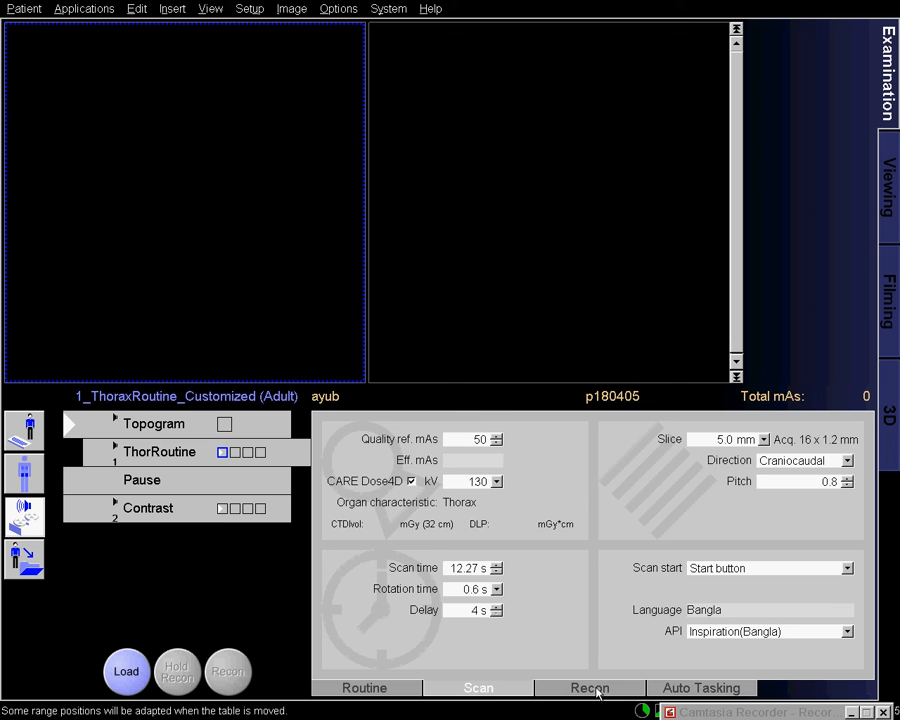 Patient Applications Edit Insert View Setup Image Options System Help
Examination
Viewing
Filming
3D
1_ThoraxRoutine_Customized (Adult) ayub p180405 Total mAs: 0
Topogram
1 ThorRoutine
Pause
2 Contrast
Load
Hold Recon
Recon
Quality ref. mAs 50
Eff. mAs
CARE Dose4D kV 130
Organ characteristic: Thorax
CTDIvol: mGy (32 cm) DLP: mGy*cm
Slice 5.0 mm Acq. 16 x 1.2 mm
Direction Craniocaudal
Pitch 0.8
Scan time 12.27 s
Rotation time 0.6 s
Delay 4 s
Scan start Start button
Language Bangla
API Inspiration(Bangla)
Routine Scan Recon Auto Tasking
Some range positions will be adapted when the table is moved.
Camtasia Recorder - Recor...